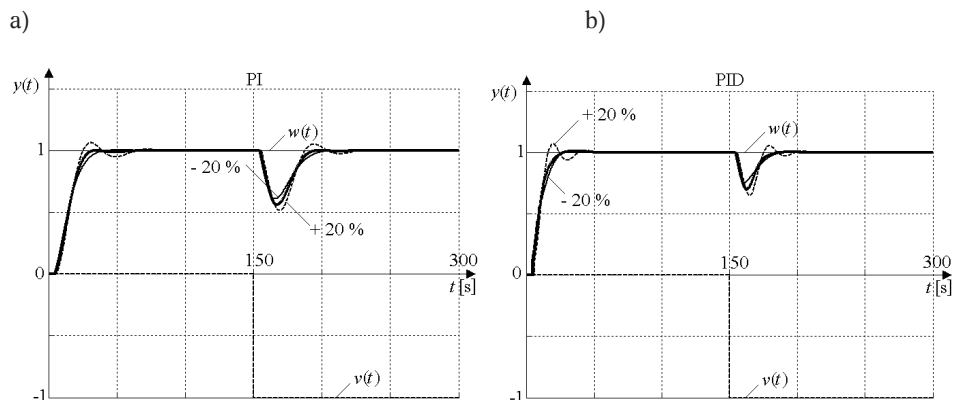 a)
b)
PI
y(t)
w(t)
1
- 20 %
+ 20 %
0
150
300
t [s]
v(t)
-1
PID
y(t)
+ 20 %
w(t)
1
- 20 %
0
150
300
t [s]
v(t)
-1